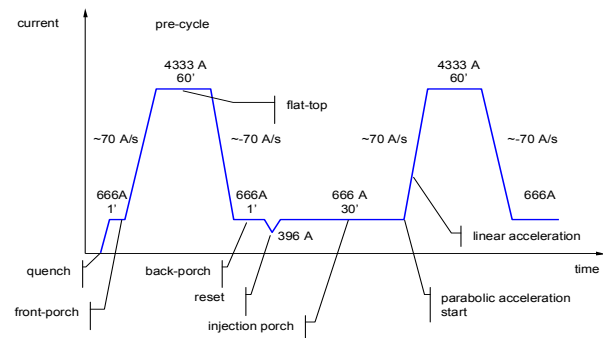 current
pre-cycle
4333 A
60'
4333 A
60'
flat-top
~70 A/s
~-70 A/s
~70 A/s
~-70 A/s
666A
1'
666A
1'
666 A
30'
666A
396 A
linear acceleration
quench
back-porch
time
front-porch
reset
injection porch
parabolic acceleration
start